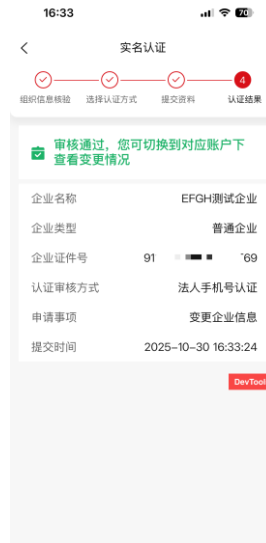 16:33
70
实名认证
4
组织信息核验 选择认证方式 提交资料 认证结果
审核通过，您可切换到对应账户下
查看变更情况
企业名称 EFGH测试企业
企业类型 普通企业
企业证件号 91 69
认证审核方式 法人手机号认证
申请事项 变更企业信息
提交时间 2025-10-30 16:33:24
DevTool